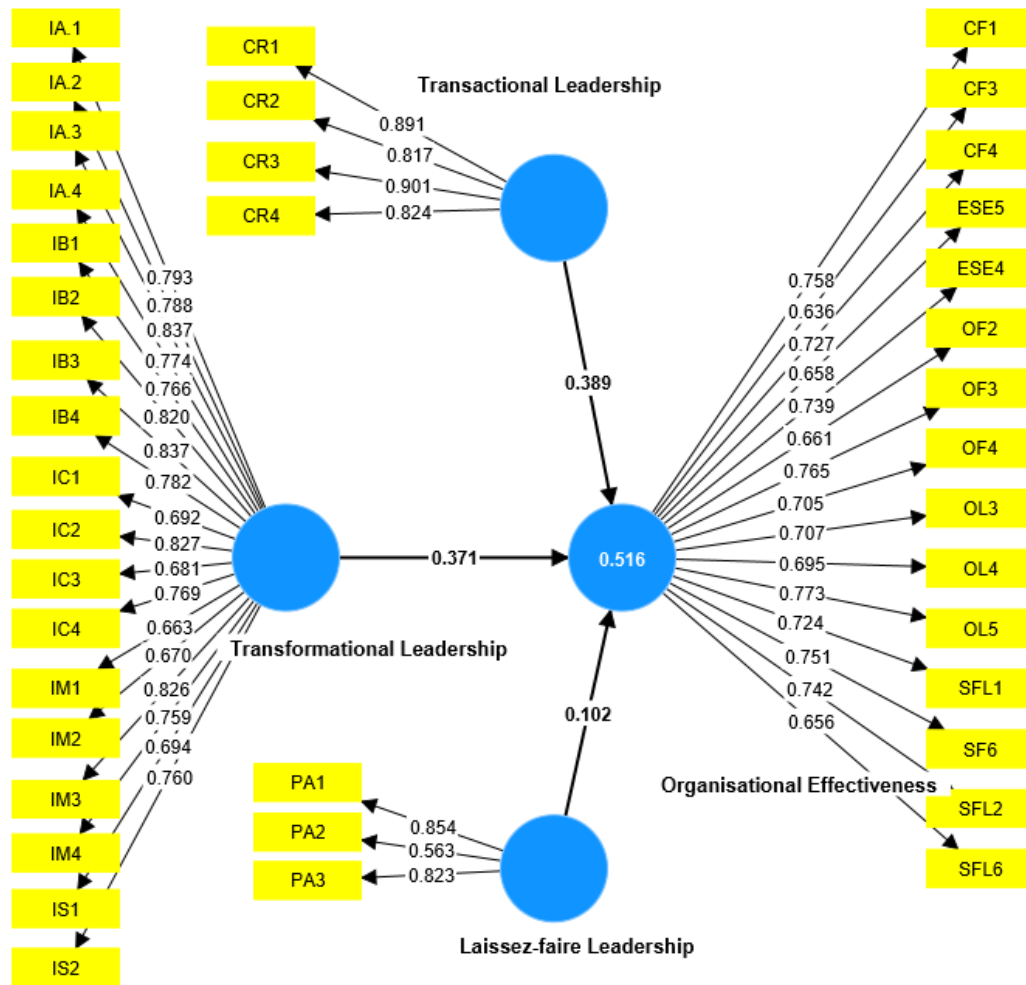 IA.1
IA.2
IA.3
IA.4
IB1
IB2
IB3
IB4
IC1
IC2
IC3
IC4
IM1
IM2
IM3
IM4
IS1
IS2
0.793
0.788
0.837
0.774
0.766
0.820
0.837
0.782
0.692
0.827
0.681
0.769
0.663
0.670
0.826
0.759
0.694
0.760
Transformational Leadership
0.371
CR1
CR2
CR3
CR4
0.891
0.817
0.901
0.824
Transactional Leadership
0.389
PA1
PA2
PA3
0.854
0.563
0.823
Laissez-faire Leadership
0.102
0.516
Organisational Effectiveness
0.758
0.636
0.727
0.658
0.739
0.661
0.765
0.705
0.707
0.695
0.773
0.724
0.751
0.742
0.656
CF1
CF3
CF4
ESE5
ESE4
OF2
OF3
OF4
OL3
OL4
OL5
SFL1
SF6
SFL2
SFL6